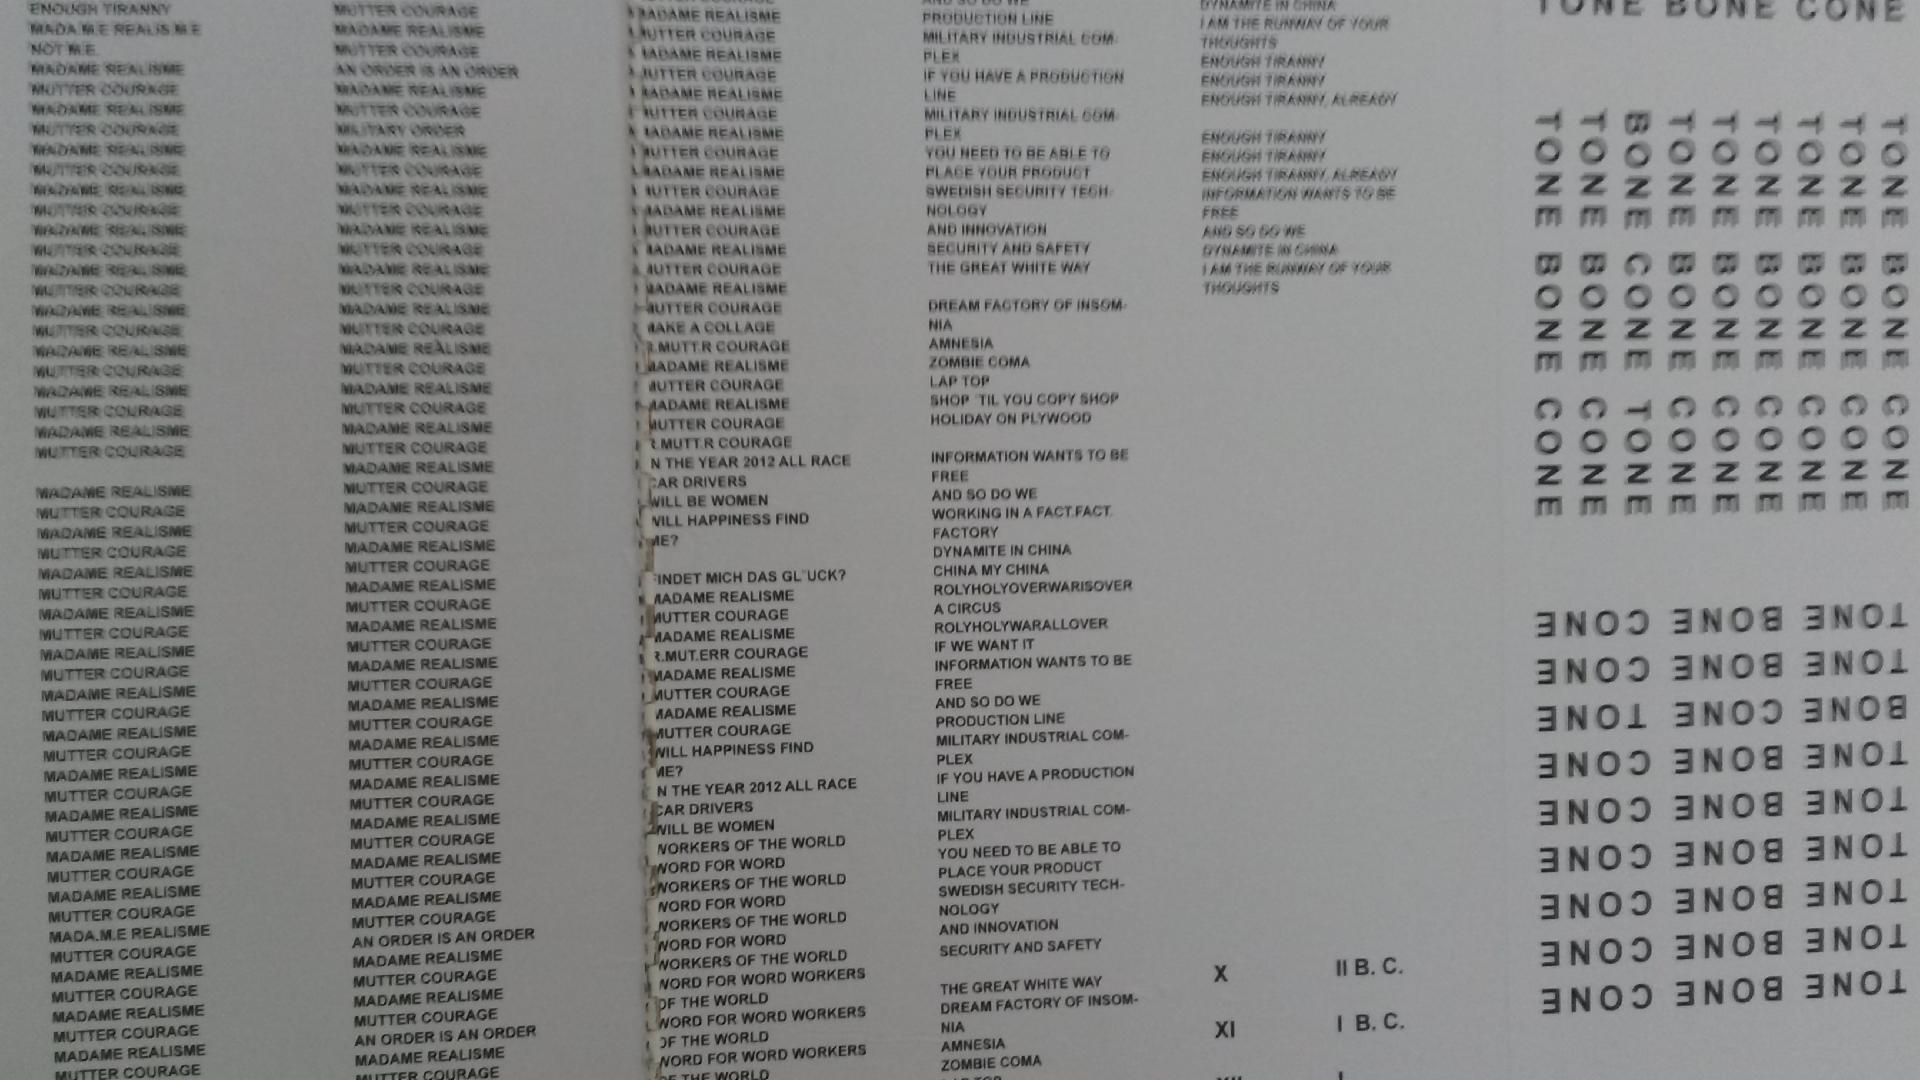 ENOUGH TIRANNY
MADA.M.E REALIS.M.E
NOT M.E.
MADAME REALISME
MUTTER COURAGE
MADAME REALISME
MUTTER COURAGE
MADAME REALISME
MUTTER COURAGE
MADAME REALISME
MUTTER COURAGE
MADAME REALISME
MUTTER COURAGE
MADAME REALISME
MUTTER COURAGE
MADAME REALISME
MUTTER COURAGE
MADAME REALISME
MUTTER COURAGE
MADAME REALISME
MUTTER COURAGE
MADAME REALISME
MUTTER COURAGE
MADAME REALISME
MUTTER COURAGE
MADAME REALISME
MUTTER COURAGE
MADAME REALISME
MUTTER COURAGE
MADAME REALISME
MUTTER COURAGE
MADAME REALISME
MUTTER COURAGE
MADAME REALISME
MUTTER COURAGE
MADAME REALISME
MUTTER COURAGE
MADAME REALISME
MUTTER COURAGE
MADAME REALISME
MUTTER COURAGE
MADAME REALISME
MUTTER COURAGE
MADAME REALISME
MUTTER COURAGE
MADA.M.E REALISME
MUTTER COURAGE
MADAME REALISME
MUTTER COURAGE
MADAME REALISME
MUTTER COURAGE
MADAME REALISME
MUTTER COURAGE
MUTTER COURAGE
MADAME REALISME
MUTTER COURAGE
AN ORDER IS AN ORDER
MADAME REALISME
MUTTER COURAGE
MILITARY ORDER
MADAME REALISME
MUTTER COURAGE
MADAME REALISME
MUTTER COURAGE
MADAME REALISME
MUTTER COURAGE
MADAME REALISME
MUTTER COURAGE
MADAME REALISME
MUTTER COURAGE
MADAME REALISME
MUTTER COURAGE
MADAME REALISME
MUTTER COURAGE
MADAME REALISME
MUTTER COURAGE
MADAME REALISME
MUTTER COURAGE
MADAME REALISME
MUTTER COURAGE
MADAME REALISME
MUTTER COURAGE
MADAME REALISME
MUTTER COURAGE
MADAME REALISME
MUTTER COURAGE
MADAME REALISME
MUTTER COURAGE
MADAME REALISME
MUTTER COURAGE
MADAME REALISME
MUTTER COURAGE
MADAME REALISME
MUTTER COURAGE
MADAME REALISME
MUTTER COURAGE
MADAME REALISME
MUTTER COURAGE
MADAME REALISME
MUTTER COURAGE
AN ORDER IS AN ORDER
MADAME REALISME
MUTTER COURAGE
MADAME REALISME
MUTTER COURAGE
AN ORDER IS AN ORDER
MADAME REALISME
MUTTER COURAGE
MADAME REALISME
MUTTER COURAGE
MADAME REALISME
MUTTER COURAGE
MADAME REALISME
MUTTER COURAGE
MADAME REALISME
MUTTER COURAGE
MADAME REALISME
MUTTER COURAGE
MADAME REALISME
MUTTER COURAGE
MADAME REALISME
MUTTER COURAGE
MADAME REALISME
MUTTER COURAGE
MAKE A COLLAGE
R.MUTT.R COURAGE
MADAME REALISME
MUTTER COURAGE
MADAME REALISME
MUTTER COURAGE
R.MUTT.R COURAGE
N THE YEAR 2012 ALL RACE
CAR DRIVERS
WILL BE WOMEN
WILL HAPPINESS FIND
ME?
FINDET MICH DAS GL¨UCK?
MADAME REALISME
MUTTER COURAGE
MADAME REALISME
R.MUT.ERR COURAGE
MADAME REALISME
MUTTER COURAGE
MADAME REALISME
MUTTER COURAGE
WILL HAPPINESS FIND
ME?
N THE YEAR 2012 ALL RACE
CAR DRIVERS
WILL BE WOMEN
WORKERS OF THE WORLD
WORD FOR WORD
WORKERS OF THE WORLD
WORD FOR WORD
WORKERS OF THE WORLD
WORD FOR WORD
WORKERS OF THE WORLD
WORD FOR WORD WORKERS
OF THE WORLD
WORD FOR WORD WORKERS
OF THE WORLD
WORD FOR WORD WORKERS
OF THE WORLD
AND SO DO WE
PRODUCTION LINE
MILITARY INDUSTRIAL COM-
PLEX
IF YOU HAVE A PRODUCTION
LINE
MILITARY INDUSTRIAL COM-
PLEX
YOU NEED TO BE ABLE TO
PLACE YOUR PRODUCT
SWEDISH SECURITY TECH-
NOLOGY
AND INNOVATION
SECURITY AND SAFETY
THE GREAT WHITE WAY
DREAM FACTORY OF INSOM-
NIA
AMNESIA
ZOMBIE COMA
LAP TOP
SHOP ´TIL YOU COPY SHOP
HOLIDAY ON PLYWOOD
INFORMATION WANTS TO BE
FREE
AND SO DO WE
WORKING IN A FACT.FACT.
FACTORY
DYNAMITE IN CHINA
CHINA MY CHINA
ROLYHOLYOVERWARISOVER
A CIRCUS
ROLYHOLYWARALLOVER
IF WE WANT IT
INFORMATION WANTS TO BE
FREE
AND SO DO WE
PRODUCTION LINE
MILITARY INDUSTRIAL COM-
PLEX
IF YOU HAVE A PRODUCTION
LINE
MILITARY INDUSTRIAL COM-
PLEX
YOU NEED TO BE ABLE TO
PLACE YOUR PRODUCT
SWEDISH SECURITY TECH-
NOLOGY
AND INNOVATION
SECURITY AND SAFETY
THE GREAT WHITE WAY
DREAM FACTORY OF INSOM-
NIA
AMNESIA
ZOMBIE COMA
LAP TOP
DYNAMITE IN CHINA
I AM THE RUNWAY OF YOUR
THOUGHTS
ENOUGH TIRANNY
ENOUGH TIRANNY
ENOUGH TIRANNY, ALREADY
ENOUGH TIRANNY
ENOUGH TIRANNY
ENOUGH TIRANNY, ALREADY
INFORMATION WANTS TO BE
FREE
AND SO DO WE
DYNAMITE IN CHINA
I AM THE RUNWAY OF YOUR
THOUGHTS
X II B. C.
XI I B. C.
TONE BONE CONE
TONE BONE CONE
TONE BONE CONE
BONE CONE TONE
TONE BONE CONE
TONE BONE CONE
TONE BONE CONE
TONE BONE CONE
TONE BONE CONE
TONE BONE CONE
TONE BONE CONE
TONE BONE CONE
BONE CONE TONE
TONE BONE CONE
TONE BONE CONE
TONE BONE CONE
TONE BONE CONE
TONE BONE CONE
TONE BONE CONE